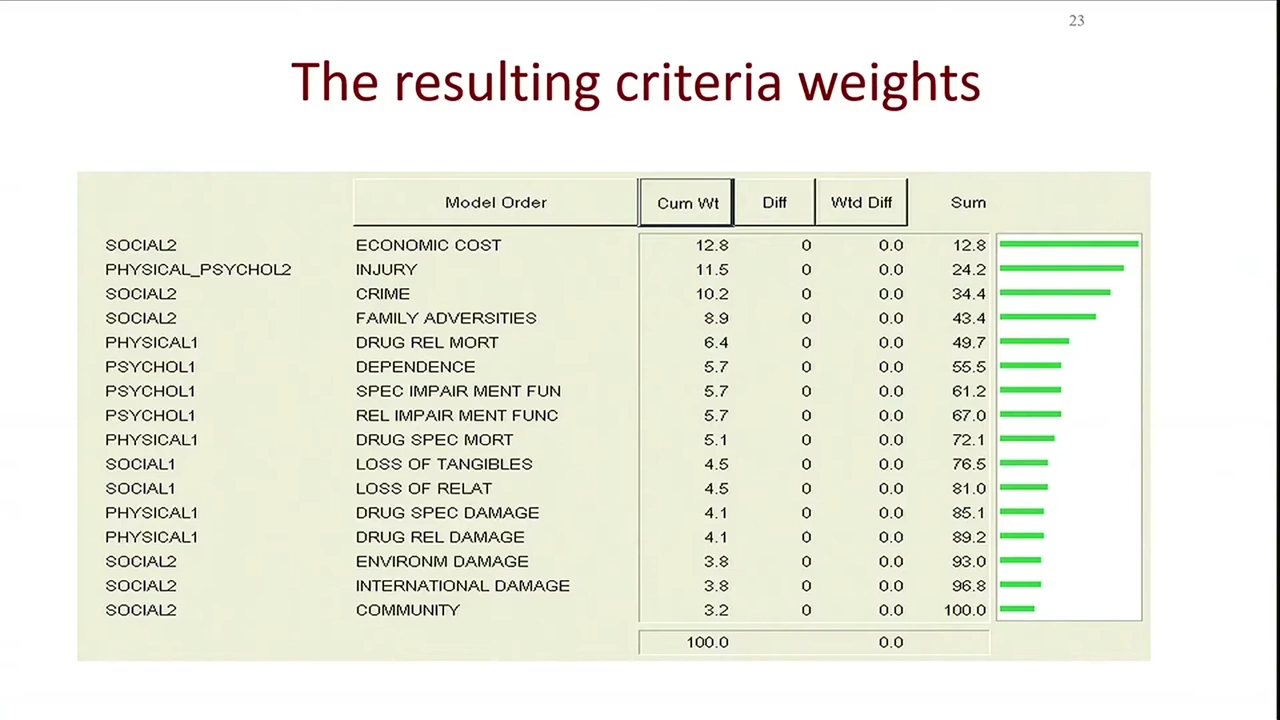 23
The resulting criteria weights
Model Order Cum Wt Diff Wtd Diff Sum
SOCIAL2 ECONOMIC COST 12.8 0 0.0 12.8
PHYSICAL_PSYCHOL2 INJURY 11.5 0 0.0 24.2
SOCIAL2 CRIME 10.2 0 0.0 34.4
SOCIAL2 FAMILY ADVERSITIES 8.9 0 0.0 43.4
PHYSICAL1 DRUG REL MORT 6.4 0 0.0 49.7
PSYCHOL1 DEPENDENCE 5.7 0 0.0 55.5
PSYCHOL1 SPEC IMPAIR MENT FUN 5.7 0 0.0 61.2
PSYCHOL1 REL IMPAIR MENT FUNC 5.7 0 0.0 67.0
PHYSICAL1 DRUG SPEC MORT 5.1 0 0.0 72.1
SOCIAL1 LOSS OF TANGIBLES 4.5 0 0.0 76.5
SOCIAL1 LOSS OF RELAT 4.5 0 0.0 81.0
PHYSICAL1 DRUG SPEC DAMAGE 4.1 0 0.0 85.1
PHYSICAL1 DRUG REL DAMAGE 4.1 0 0.0 89.2
SOCIAL2 ENVIRONM DAMAGE 3.8 0 0.0 93.0
SOCIAL2 INTERNATIONAL DAMAGE 3.8 0 0.0 96.8
SOCIAL2 COMMUNITY 3.2 0 0.0 100.0
100.0 0.0